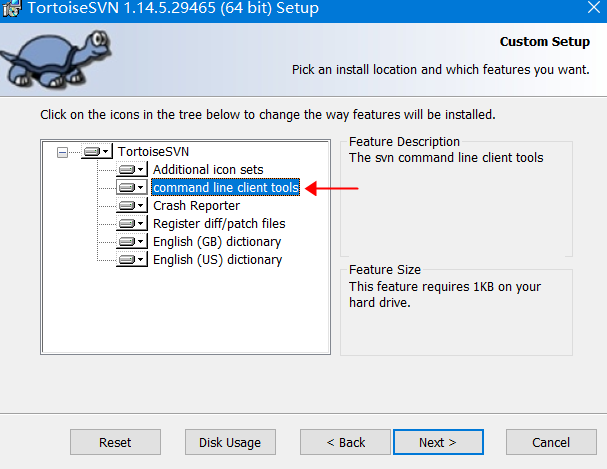 TortoiseSVN 1.14.5.29465 (64 bit) Setup
Custom Setup
Pick an install location and which features you want.
Click on the icons in the tree below to change the way features will be installed.
TortoiseSVN
Additional icon sets
command line client tools
Crash Reporter
Register diff/patch files
English (GB) dictionary
English (US) dictionary
Feature Description
The svn command line client tools
Feature Size
This feature requires 1KB on your
hard drive.
Reset
Disk Usage
< Back
Next >
Cancel